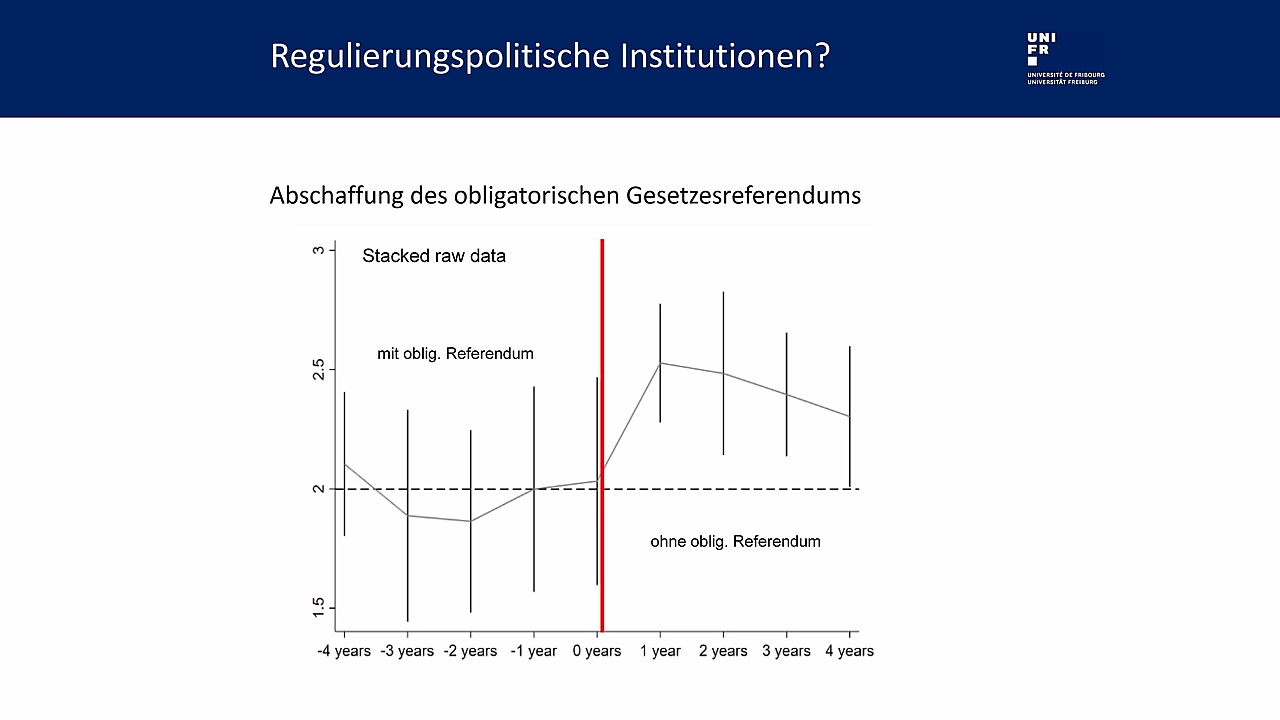 Regulierungspolitische Institutionen?
UNI
FR
UNIVERSITÉ DE FRIBOURG
UNIVERSITÄT FREIBURG
Abschaffung des obligatorischen Gesetzesreferendums
Stacked raw data
mit oblig. Referendum
ohne oblig. Referendum
3
2.5
2
1.5
-4 years -3 years -2 years -1 year 0 years 1 year 2 years 3 years 4 years